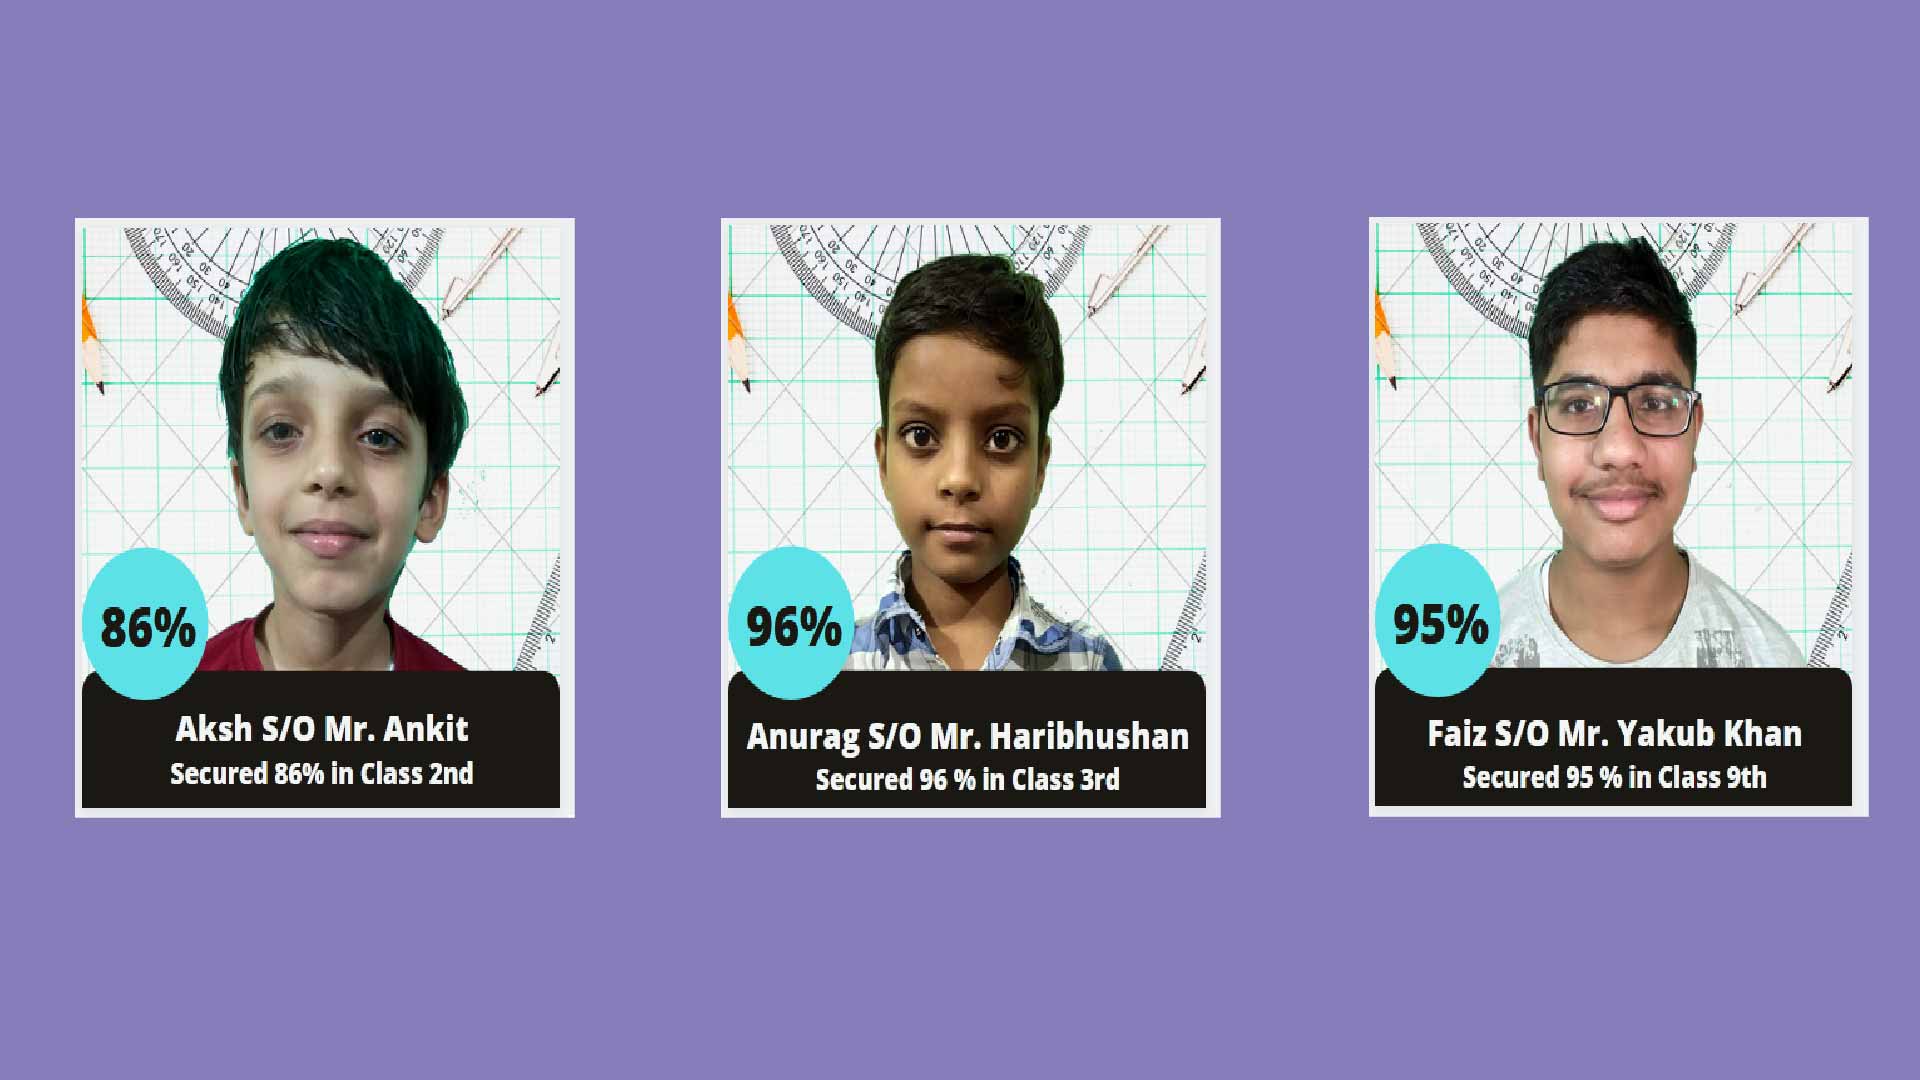 86%
Aksh S/O Mr. Ankit
Secured 86% in Class 2nd
96%
Anurag S/O Mr. Haribhushan
Secured 96 % in Class 3rd
95%
Faiz S/O Mr. Yakub Khan
Secured 95 % in Class 9th